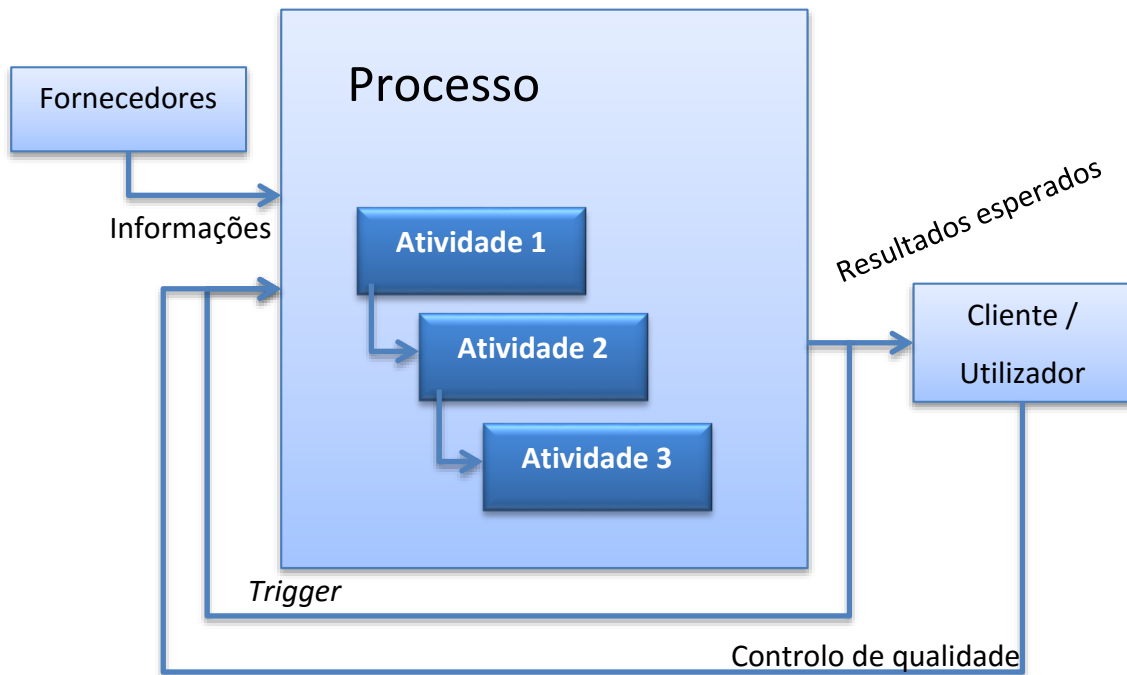 Processo
Fornecedores
Informações
Atividade 1
Atividade 2
Atividade 3
Resultados esperados
Cliente /
Utilizador
Trigger
Controlo de qualidade